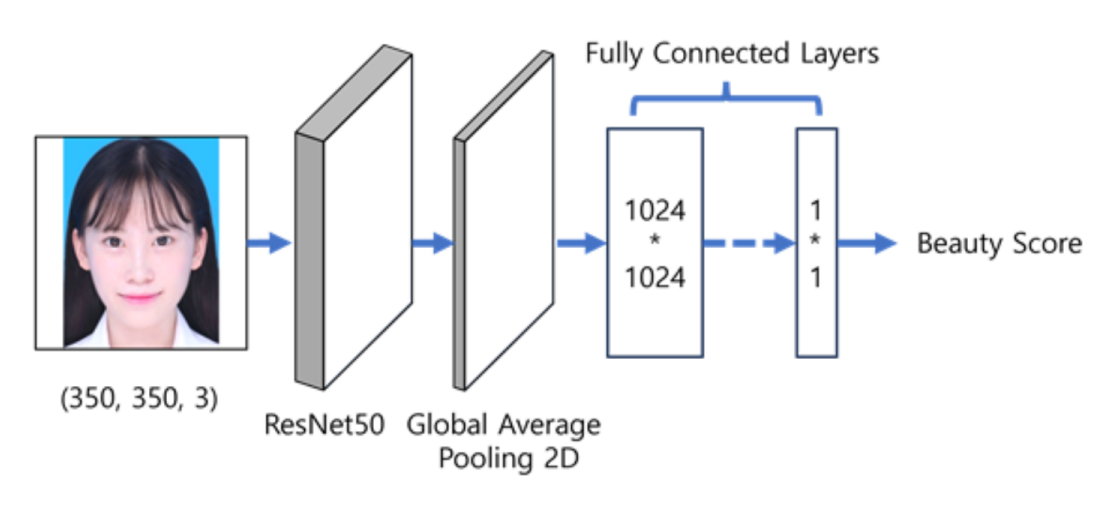 Fully Connected Layers
1024
*
1024
1
*
1
Beauty Score
(350, 350, 3)
ResNet50
Global Average
Pooling 2D